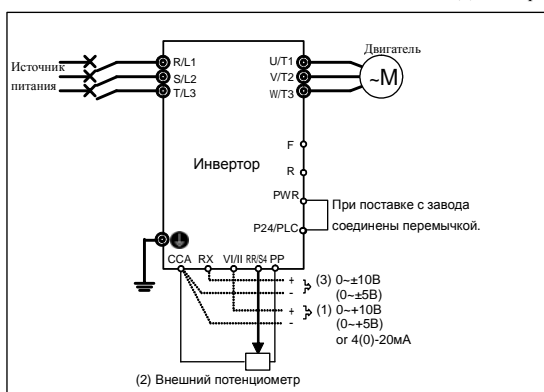 Источник
питания
R/L1
S/L2
T/L3
U/T1
V/T2
W/T3
Двигатель
~M
F
R
Инвертор
PWR
P24/PLC
При поставке с завода
соединены перемычкой.
CCA RX VI/II RR/S4 PP
+ (3) 0~±10В
- (0~±5В)
+ (1) 0~+10В
- (0~+5В)
or 4(0)-20мА
(2) Внешний потенциометр